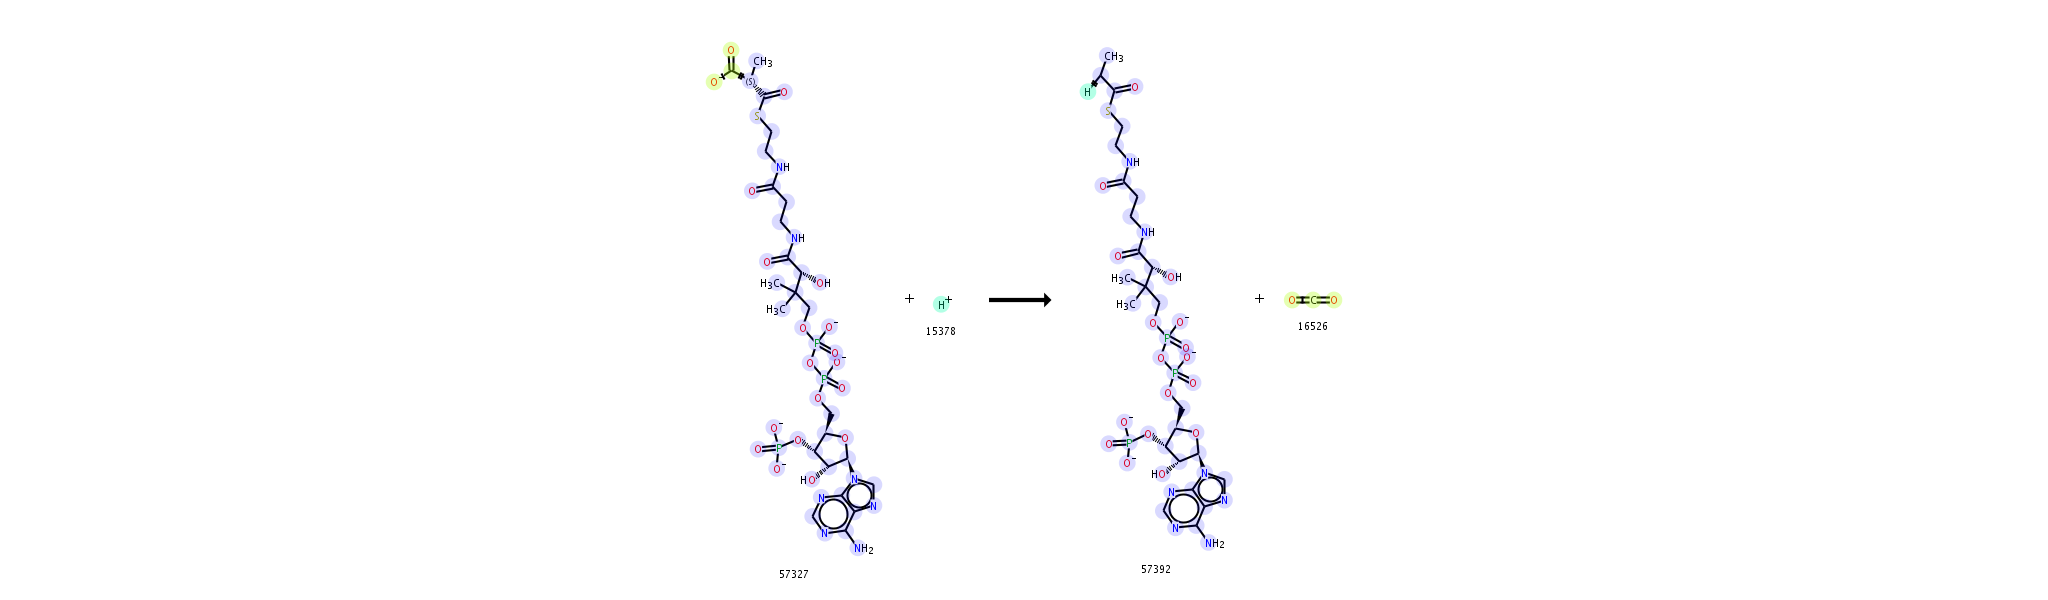 O
CH3
O-
(S)
O
S
NH
O
NH
O
OH
H3C
H3C
O
O-
P
O
O-
O
P
O
O
O-
O
O
P
O
O-
HO
N
N
N
N
NH2
57327
+
H+
15378
CH3
H
O
S
NH
O
NH
O
OH
H3C
H3C
O
O-
P
O
O-
O
P
O
O
O-
O
O
P
O
O-
HO
N
N
N
N
NH2
57392
+
O=C=O
16526